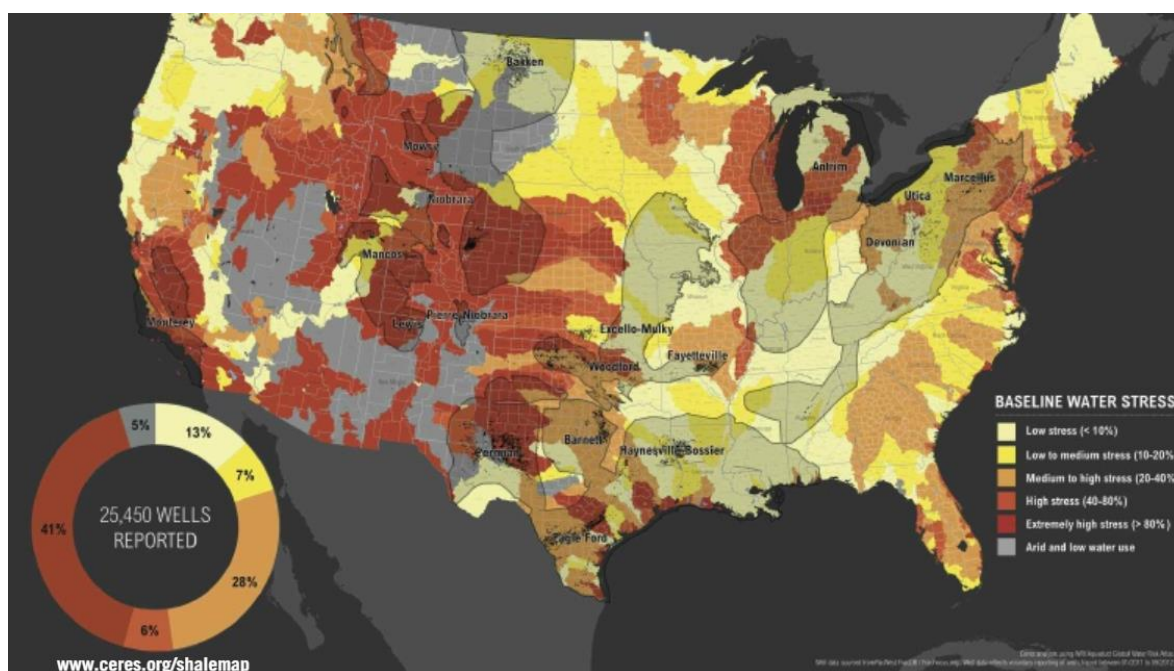 Bakken
Mowry
Antrim
Marcellus
Niobrara
Utica
Mancos
Devonian
Monterey
Lewis
Pierre-Niobrara
Excello-Mulky
Fayetteville
Woodford
Barnett
Permian
Haynesville-Bossier
Eagle Ford
BASELINE WATER STRESS
Low stress (< 10%)
Low to medium stress (10-20%
Medium to high stress (20-40%
High stress (40-80%)
Extremely high stress (> 80%)
Arid and low water use
5%
13%
7%
41%
25,450 WELLS
REPORTED
28%
6%
www.ceres.org/shalemap